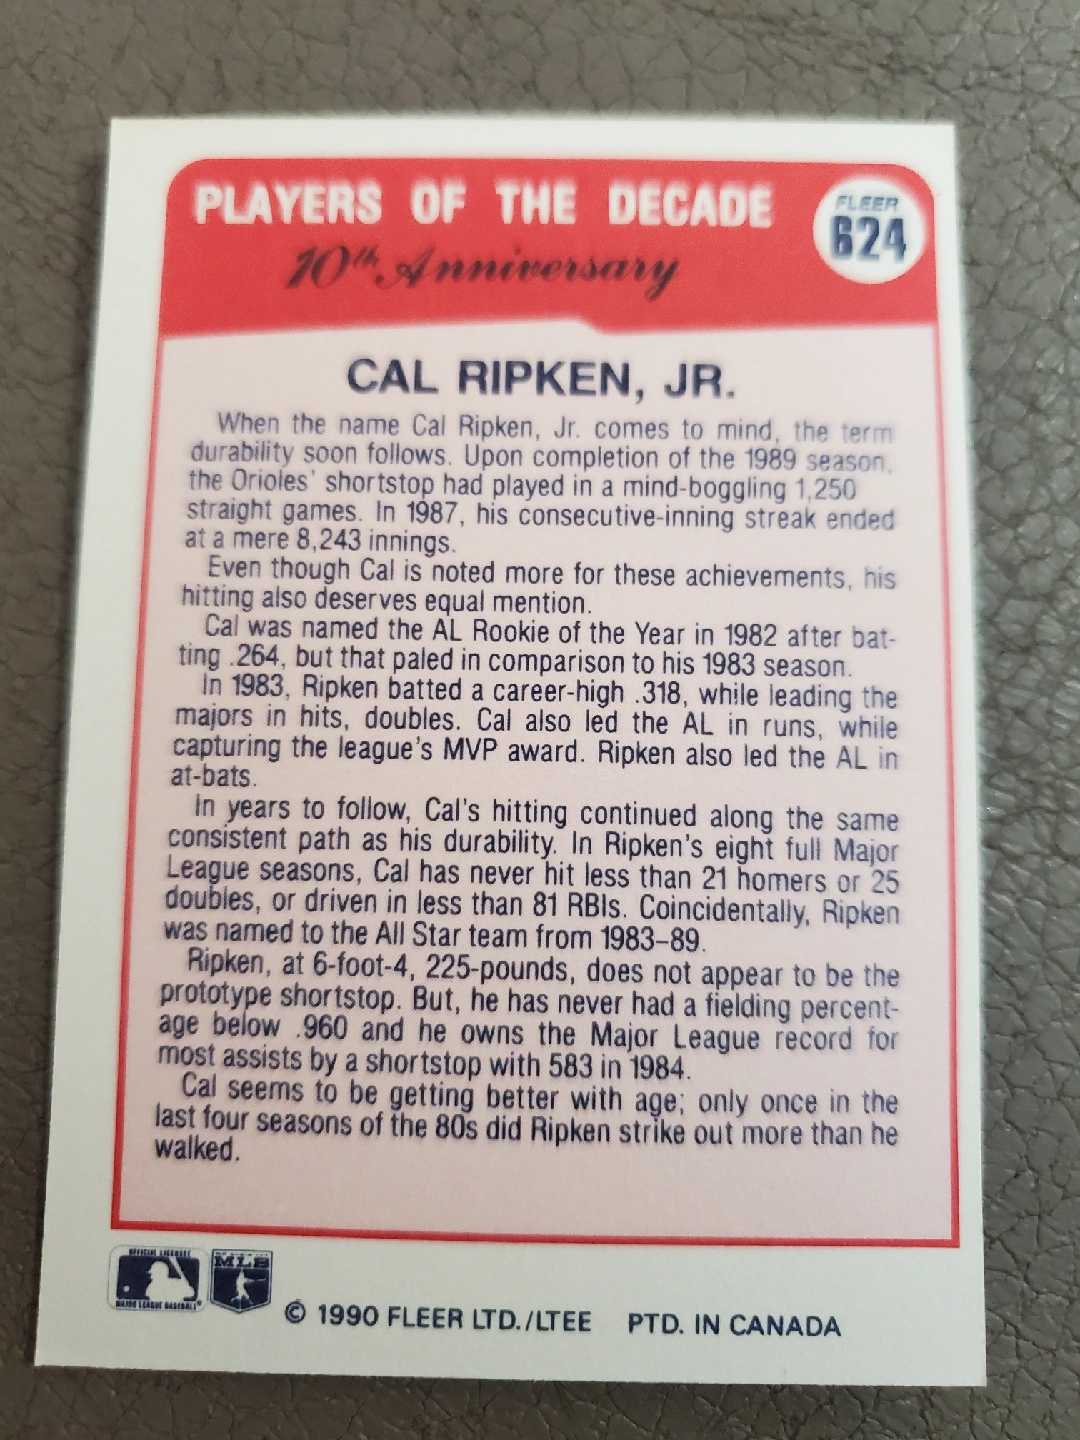 PLAYERS OF THE DECADE
FLEER
624
10th Anniversary
CAL RIPKEN, JR.
When the name Cal Ripken, Jr. comes to mind, the term
durability soon follows. Upon completion of the 1989 season,
the Orioles' shortstop had played in a mind-boggling 1,250
straight games. In 1987, his consecutive-inning streak ended
at a mere 8,243 innings.
Even though Cal is noted more for these achievements, his
hitting also deserves equal mention.
Cal was named the AL Rookie of the Year in 1982 after bat-
ting .264, but that paled in comparison to his 1983 season.
In 1983, Ripken batted a career-high .318, while leading the
majors in hits, doubles. Cal also led the AL in runs, while
capturing the league's MVP award. Ripken also led the AL in
at-bats.
In years to follow, Cal's hitting continued along the same
consistent path as his durability. In Ripken's eight full Major
League seasons, Cal has never hit less than 21 homers or 25
doubles, or driven in less than 81 RBIs. Coincidentally, Ripken
was named to the All Star team from 1983-89.
Ripken, at 6-foot-4, 225-pounds, does not appear to be the
prototype shortstop. But, he has never had a fielding percent-
age below .960 and he owns the Major League record for
most assists by a shortstop with 583 in 1984.
Cal seems to be getting better with age; only once in the
last four seasons of the 80s did Ripken strike out more than he
walked.
OFFICIAL LICENSEE
MAJOR LEAGUE BASEBALL
MLB
© 1990 FLEER LTD./LTEE PTD. IN CANADA